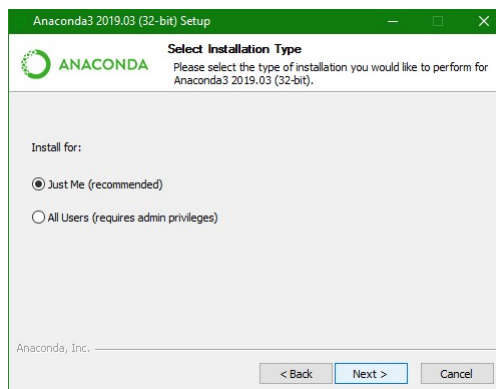 Anaconda3 2019.03 (32-bit) Setup
ANACONDA
Select Installation Type
Please select the type of installation you would like to perform for
Anaconda3 2019.03 (32-bit).
Install for:
Just Me (recommended)
All Users (requires admin privileges)
Anaconda, Inc.
< Back
Next >
Cancel